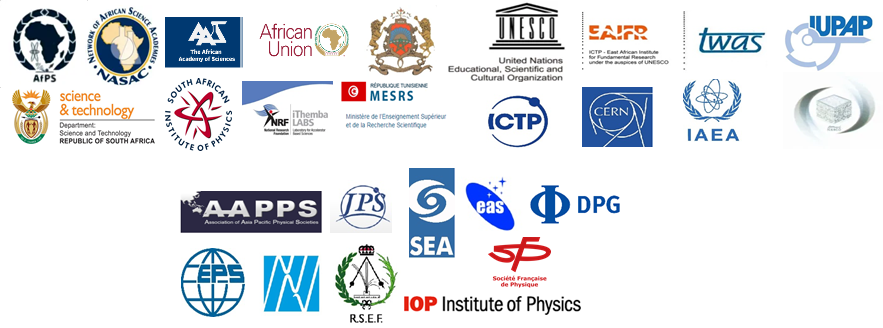 AfPS
NETWORK OF AFRICAN SCIENCE ACADEMIES
NASAC
AAS
The African
Academy of Sciences
African
Union
UNESCO
United Nations
Educational, Scientific and
Cultural Organization
EAIFR
ICTP - East African Institute
for Fundamental Research
under the auspices of UNESCO
twas
IUPAP
science
& technology
Department:
Science and Technology
REPUBLIC OF SOUTH AFRICA
SOUTH AFRICAN
INSTITUTE OF PHYSICS
NRF
National Research
Foundation
iThemba
LABS
Laboratory for Accelerator
Based Sciences
RÉPUBLIQUE TUNISIENNE
MESRS
Ministère de l'Enseignement Supérieur
et de la Recherche Scientifique
ICTP
CERN
IAEA
AAPPS
Association of Asia Pacific Physical Societies
JPS
SEA
eas
DPG
EPS
R.S.E.F.
sfp
Société Française
de Physique
IOP Institute of Physics